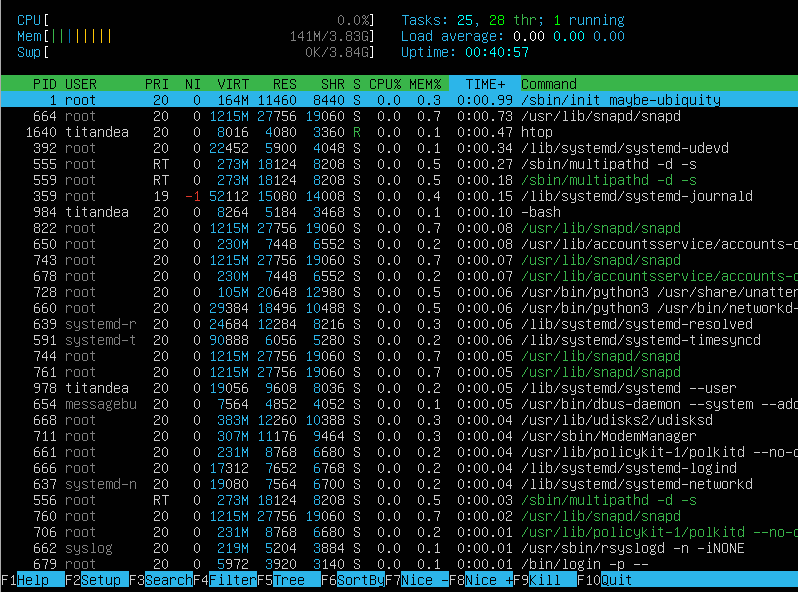 CPU[ 0.0%] Tasks: 25, 28 thr; 1 running
Mem[|||||||| 141M/3.83G] Load average: 0.00 0.00 0.00
Swp[ 0K/3.84G] Uptime: 00:40:57
PID USER PRI NI VIRT RES SHR S CPU% MEM% TIME+ Command
1 root 20 0 164M 11460 8440 S 0.0 0.3 0:00.99 /sbin/init maybe-ubiquity
664 root 20 0 1215M 27756 19060 S 0.0 0.7 0:00.73 /usr/lib/snapd/snapd
1640 titandea 20 0 8016 4080 3360 R 0.0 0.1 0:00.47 htop
392 root 20 0 22452 5900 4048 S 0.0 0.1 0:00.34 /lib/systemd/systemd-udevd
555 root RT 0 273M 18124 8208 S 0.0 0.5 0:00.27 /sbin/multipathd -d -s
559 root RT 0 273M 18124 8208 S 0.0 0.5 0:00.18 /sbin/multipathd -d -s
359 root 19 -1 52112 15080 14008 S 0.0 0.4 0:00.15 /lib/systemd/systemd-journald
984 titandea 20 0 8264 5184 3468 S 0.0 0.1 0:00.10 -bash
822 root 20 0 1215M 27756 19060 S 0.0 0.7 0:00.08 /usr/lib/snapd/snapd
650 root 20 0 230M 7448 6552 S 0.0 0.2 0:00.08 /usr/lib/accountsservice/accounts-d
743 root 20 0 1215M 27756 19060 S 0.0 0.7 0:00.07 /usr/lib/snapd/snapd
678 root 20 0 230M 7448 6552 S 0.0 0.2 0:00.07 /usr/lib/accountsservice/accounts-d
728 root 20 0 105M 20648 12980 S 0.0 0.5 0:00.06 /usr/bin/python3 /usr/share/unatten
660 root 20 0 29384 18496 10488 S 0.0 0.5 0:00.06 /usr/bin/python3 /usr/bin/networkd-
639 systemd-r 20 0 24684 12284 8216 S 0.0 0.3 0:00.06 /lib/systemd/systemd-resolved
591 systemd-t 20 0 90888 6056 5280 S 0.0 0.2 0:00.06 /lib/systemd/systemd-timesyncd
744 root 20 0 1215M 27756 19060 S 0.0 0.7 0:00.05 /usr/lib/snapd/snapd
761 root 20 0 1215M 27756 19060 S 0.0 0.7 0:00.05 /usr/lib/snapd/snapd
978 titandea 20 0 19056 9608 8036 S 0.0 0.2 0:00.05 /lib/systemd/systemd --user
654 messagebu 20 0 7564 4852 4052 S 0.0 0.1 0:00.05 /usr/bin/dbus-daemon --system --add
668 root 20 0 383M 12260 10388 S 0.0 0.3 0:00.04 /usr/lib/udisks2/udisksd
711 root 20 0 307M 11176 9464 S 0.0 0.3 0:00.04 /usr/sbin/ModemManager
661 root 20 0 231M 8768 6680 S 0.0 0.2 0:00.04 /usr/lib/policykit-1/polkitd --no-d
666 root 20 0 17312 7652 6768 S 0.0 0.2 0:00.04 /lib/systemd/systemd-logind
637 systemd-n 20 0 19080 7564 6700 S 0.0 0.2 0:00.04 /lib/systemd/systemd-networkd
556 root RT 0 273M 18124 8208 S 0.0 0.5 0:00.03 /sbin/multipathd -d -s
760 root 20 0 1215M 27756 19060 S 0.0 0.7 0:00.02 /usr/lib/snapd/snapd
706 root 20 0 231M 8768 6680 S 0.0 0.2 0:00.01 /usr/lib/policykit-1/polkitd --no-d
662 syslog 20 0 219M 5204 3884 S 0.0 0.1 0:00.01 /usr/sbin/rsyslogd -n -iNONE
679 root 20 0 5972 3920 3140 S 0.0 0.1 0:00.01 /bin/login -p --
F1Help F2Setup F3SearchF4FilterF5Tree F6SortByF7Nice -F8Nice +F9Kill F10Quit